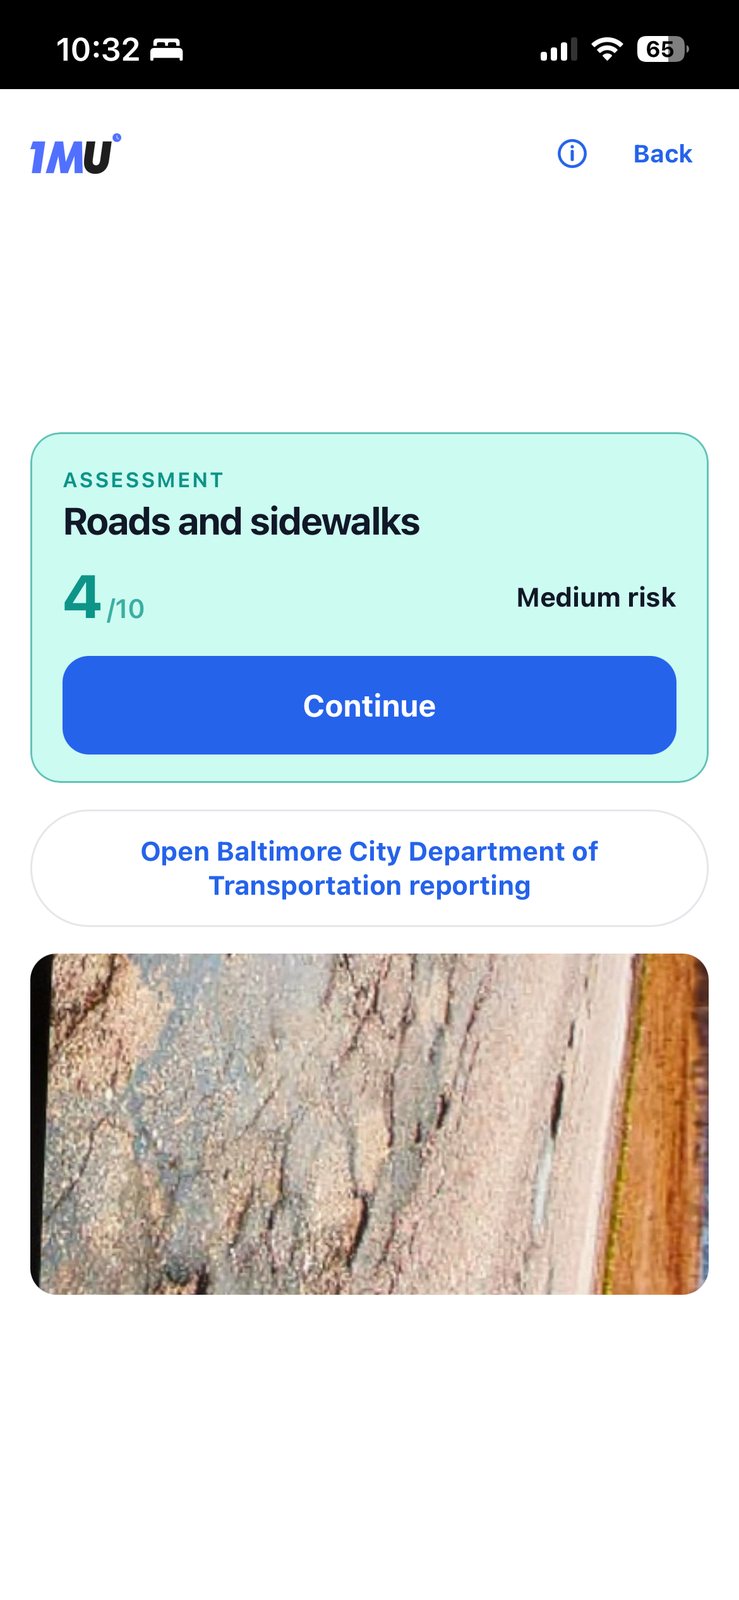 10:32
65
1MU
Back
ASSESSMENT
Roads and sidewalks
4 /10
Medium risk
Continue
Open Baltimore City Department of
Transportation reporting